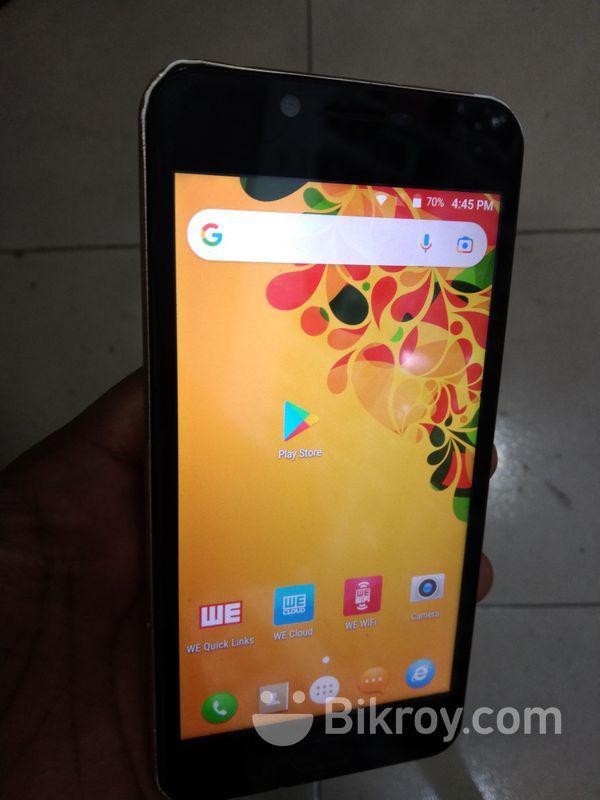 70% 4:45 PM
G
Play Store
WE
WE
CLOUD
WE
WiFi
WE Quick Links
WE Cloud
WE WiFi
Camera
Bikroy.com